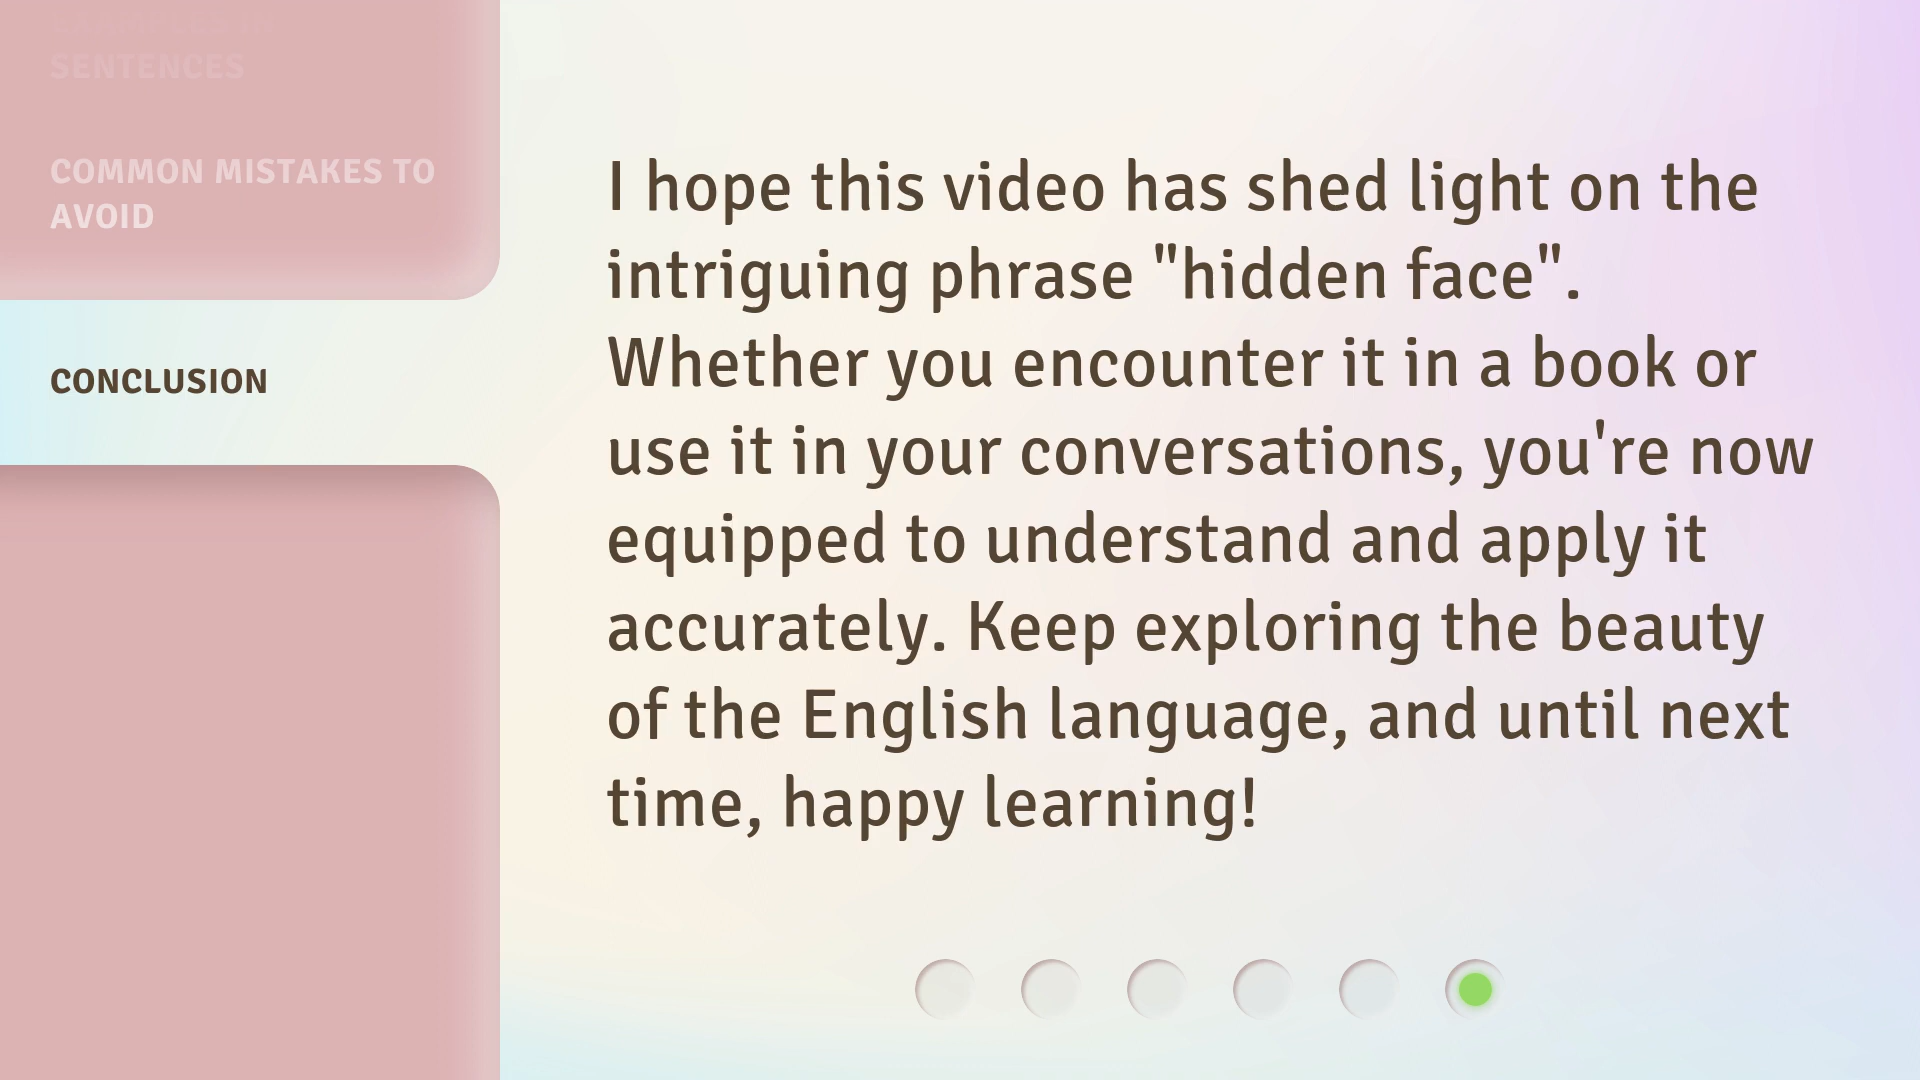 SENTENCES
COMMON MISTAKES TO
AVOID
CONCLUSION
I hope this video has shed light on the
intriguing phrase "hidden face".
Whether you encounter it in a book or
use it in your conversations, you're now
equipped to understand and apply it
accurately. Keep exploring the beauty
of the English language, and until next
time, happy learning!